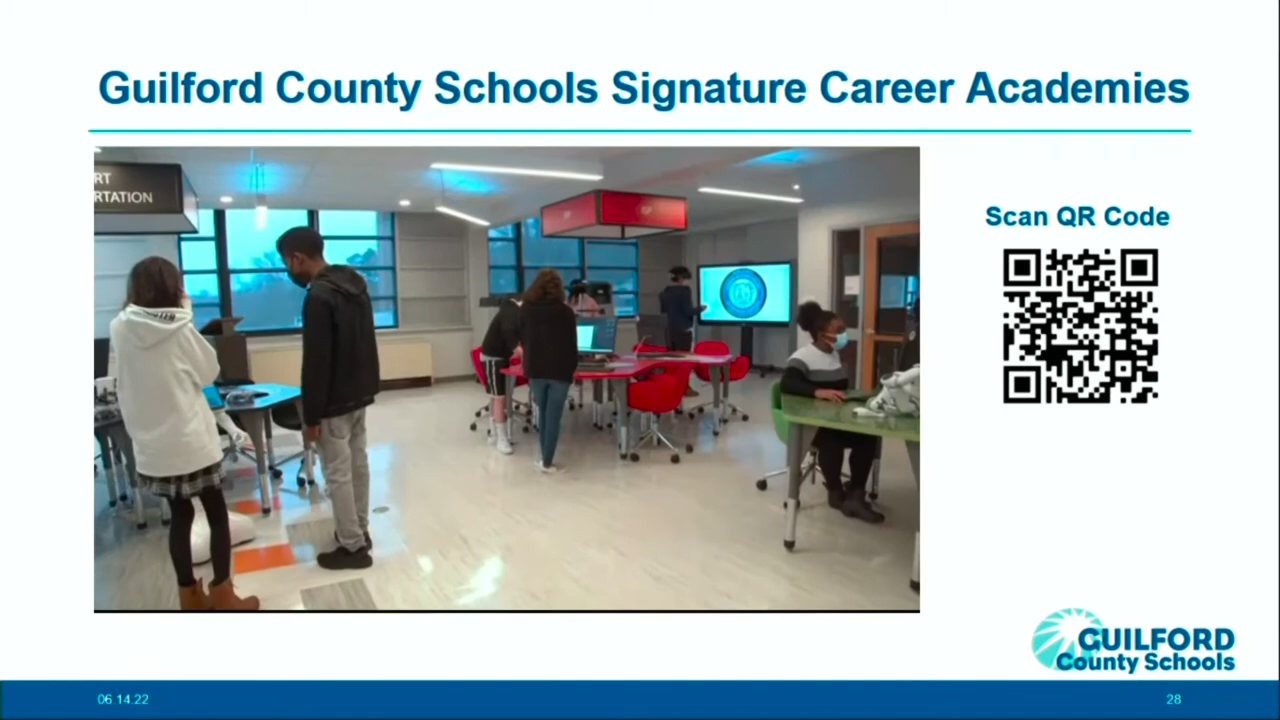 Guilford County Schools Signature Career Academies
RT
RTATION
Scan QR Code
GUILFORD
County Schools
06.14.22
28